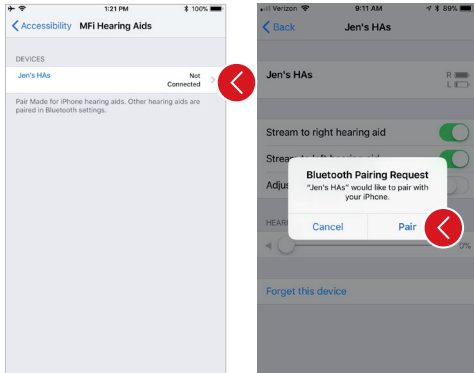 1:21 PM
100%
Accessibility MFi Hearing Aids
DEVICES
Jen's HAs
Not
Connected
Pair Made for iPhone hearing aids. Other hearing aids are
paired in Bluetooth settings.
Verizon 9:11 AM 89%
Back Jen's HAs
Jen's HAs
R
L
Stream to right hearing aid
Adjus
Bluetooth Pairing Request
"Jen's HAs" would like to pair with
your iPhone.
Cancel Pair
HEAR
0%
Forget this device